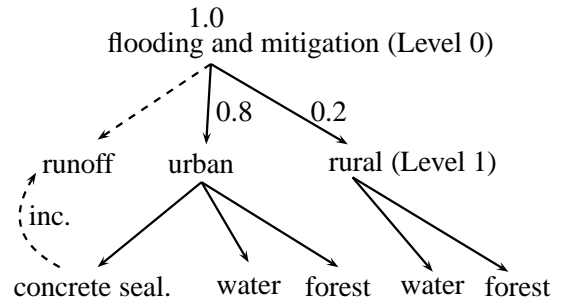 1.0
flooding and mitigation (Level 0)
0.8 0.2
runoff urban rural (Level 1)
inc.
concrete seal. water forest water forest